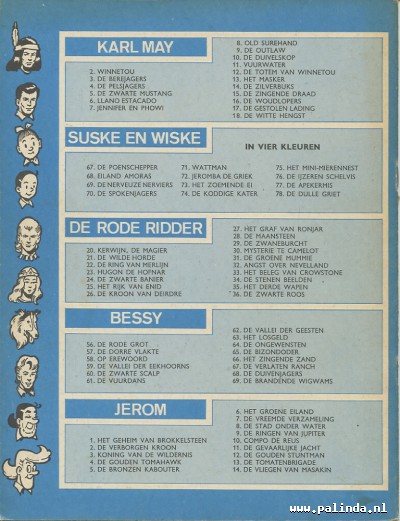 KARL MAY
2. WINNETOU
3. DE BEREJAGERS
4. DE PELSJAGERS
5. DE ZWARTE MUSTANG
6. LLANO ESTACADO
7. JENNIFER EN PHOWI
8. OLD SUREHAND
9. DE OUTLAW
10. DE DUIVELSKOP
11. VUURWATER
12. DE TOTEM VAN WINNETOU
13. HET MASKER
14. DE ZILVERBUKS
15. DE ZINGENDE DRAAD
16. DE WOUDLOPERS
17. DE GESTOLEN LADING
18. DE WITTE HENGST
SUSKE EN WISKE
IN VIER KLEUREN
67. DE POENSCHEPPER
68. EILAND AMORAS
69. DE NERVEUZE NERVIERS
70. DE SPOKENJAGERS
71. WATTMAN
72. JEROMBA DE GRIEK
73. HET ZOEMENDE EI
74. DE KODDIGE KATER
75. HET MINI-MIERENNEST
76. DE IJZEREN SCHELVIS
77. DE APEKERMIS
78. DE DULLE GRIET
DE RODE RIDDER
20. KERWIJN, DE MAGIER
21. DE WILDE HORDE
22. DE RING VAN MERLIJN
23. HUGON DE HOFNAR
24. DE ZWARTE BANIER
25. HET RIJK VAN ENID
26. DE KROON VAN DEIRDRE
27. HET GRAF VAN RONJAR
28. DE MAANSTEEN
29. DE ZWANEBURCHT
30. MYSTERIE TE CAMELOT
31. DE GROENE MUMMIE
32. ANGST OVER NEVELLAND
33. HET BELEG VAN CROWSTONE
34. DE STENEN BEELDEN
35. HET DERDE WAPEN
36. DE ZWARTE ROOS
BESSY
56. DE RODE GROT
57. DE DORRE VLAKTE
58. OP EREWOORD
59. DE VALLEI DER EEKHOORNS
60. DE ZWARTE SCALP
61. DE VUURDANS
62. DE VALLEI DER GEESTEN
63. HET LOSGELD
64. DE ONGEWENSTEN
65. DE BIZONDODER
66. HET ZINGENDE ZAND
67. DE VERLATEN RANCH
68. DE DUIVENJAGERS
69. DE BRANDENDE WIGWAMS
JEROM
1. HET GEHEIM VAN BROKKELSTEEN
2. DE VERBORGEN KROON
3. KONING VAN DE WILDERNIS
4. DE GOUDEN TOMAHAWK
5. DE BRONZEN KABOUTER
6. HET GROENE EILAND
7. DE VREEMDE VERZAMELING
8. DE STAD ONDER WATER
9. DE RINGEN VAN JUPITER
10. COMPO DE REUS
11. DE GEVAARLIJKE JACHT
12. DE GOUDEN STUNTMAN
13. DE TOMATENBRIGADE
14. DE VLIEGEN VAN MASAKIN
www.palinda.nl